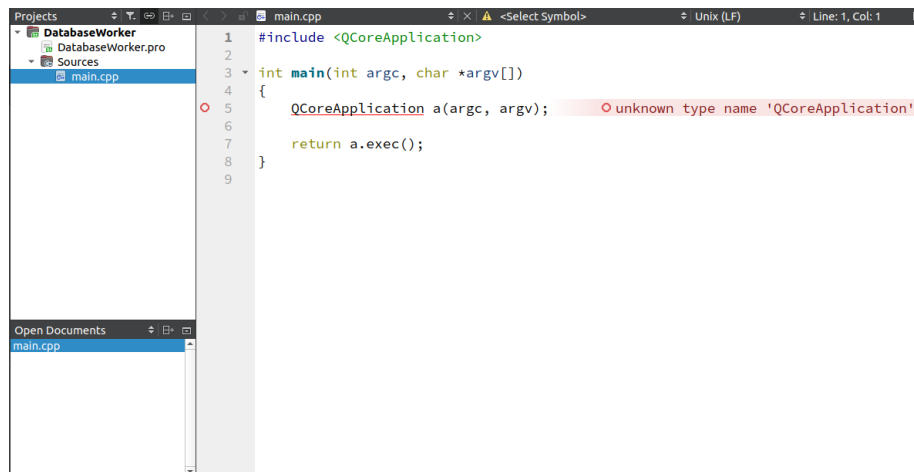 Projects
main.cpp
<Select Symbol>
Unix (LF)
Line: 1, Col: 1
DatabaseWorker
DatabaseWorker.pro
Sources
main.cpp
1 #include <QCoreApplication>
2
3 int main(int argc, char *argv[])
4 {
5 QCoreApplication a(argc, argv); unknown type name 'QCoreApplication'
6
7 return a.exec();
8 }
9
Open Documents
main.cpp